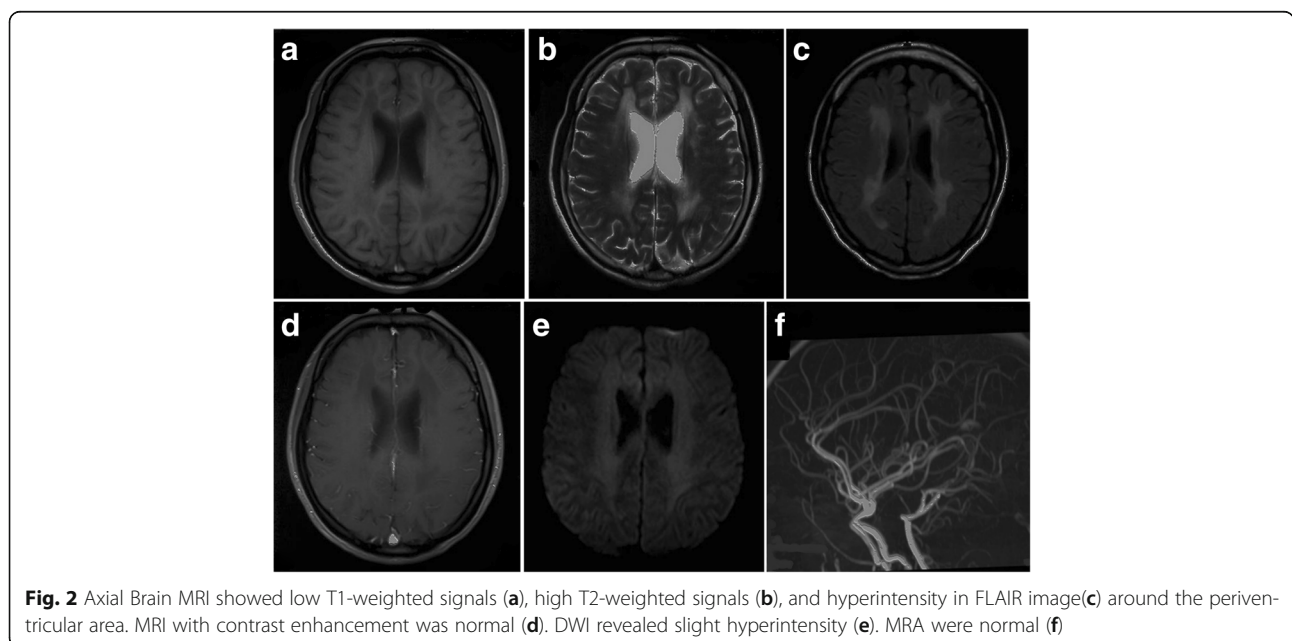 a
b
c
d
e
f
Fig. 2 Axial Brain MRI showed low T1-weighted signals (a), high T2-weighted signals (b), and hyperintensity in FLAIR image(c) around the periven-
tricular area. MRI with contrast enhancement was normal (d). DWI revealed slight hyperintensity (e). MRA were normal (f)